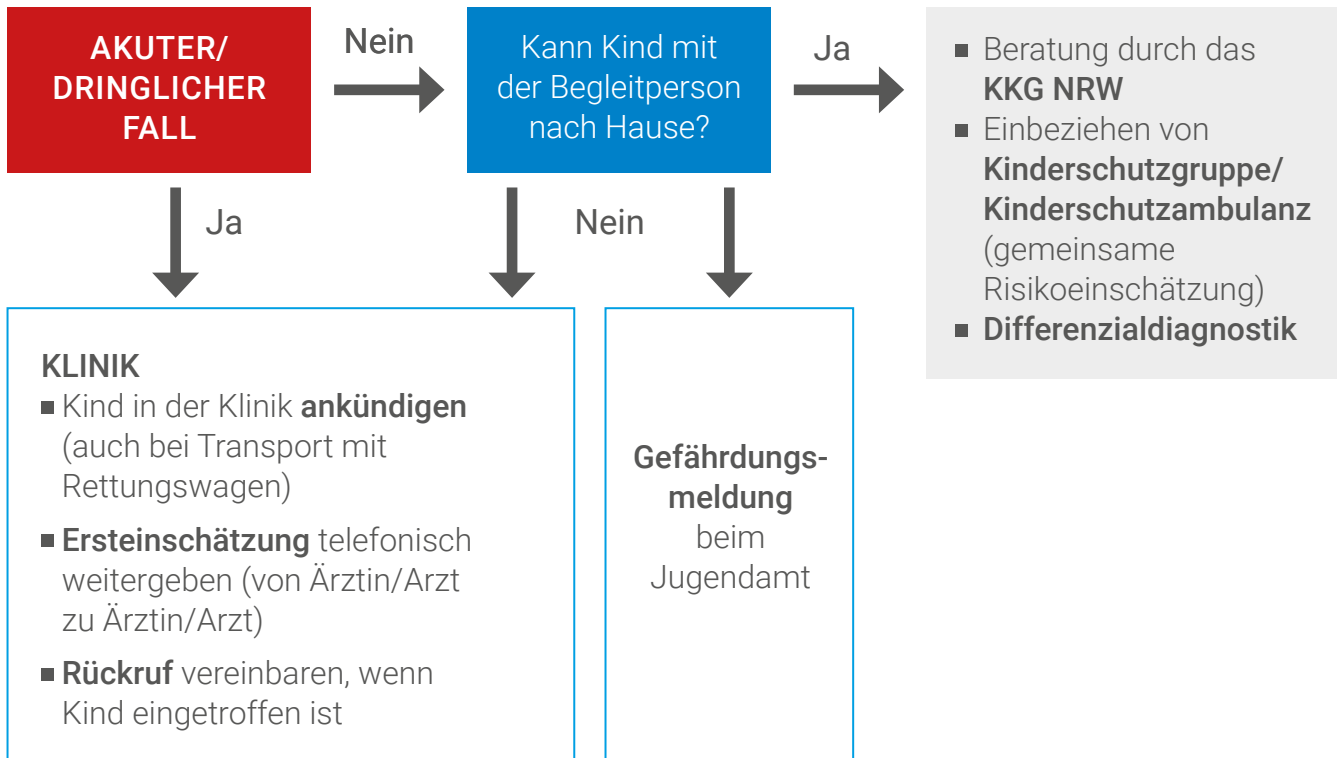 AKUTER/
DRINGLICHER
FALL
Nein
Kann Kind mit
der Begleitperson
nach Hause?
Ja
■ Beratung durch das
KKG NRW
■ Einbeziehen von
Kinderschutzgruppe/
Kinderschutzambulanz
(gemeinsame
Risikoeinschätzung)
■ Differenzialdiagnostik
Ja
Nein
KLINIK
■ Kind in der Klinik ankündigen
(auch bei Transport mit
Rettungswagen)
■ Ersteinschätzung telefonisch
weitergeben (von Ärztin/Arzt
zu Ärztin/Arzt)
■ Rückruf vereinbaren, wenn
Kind eingetroffen ist
Gefährdungs-
meldung
beim
Jugendamt